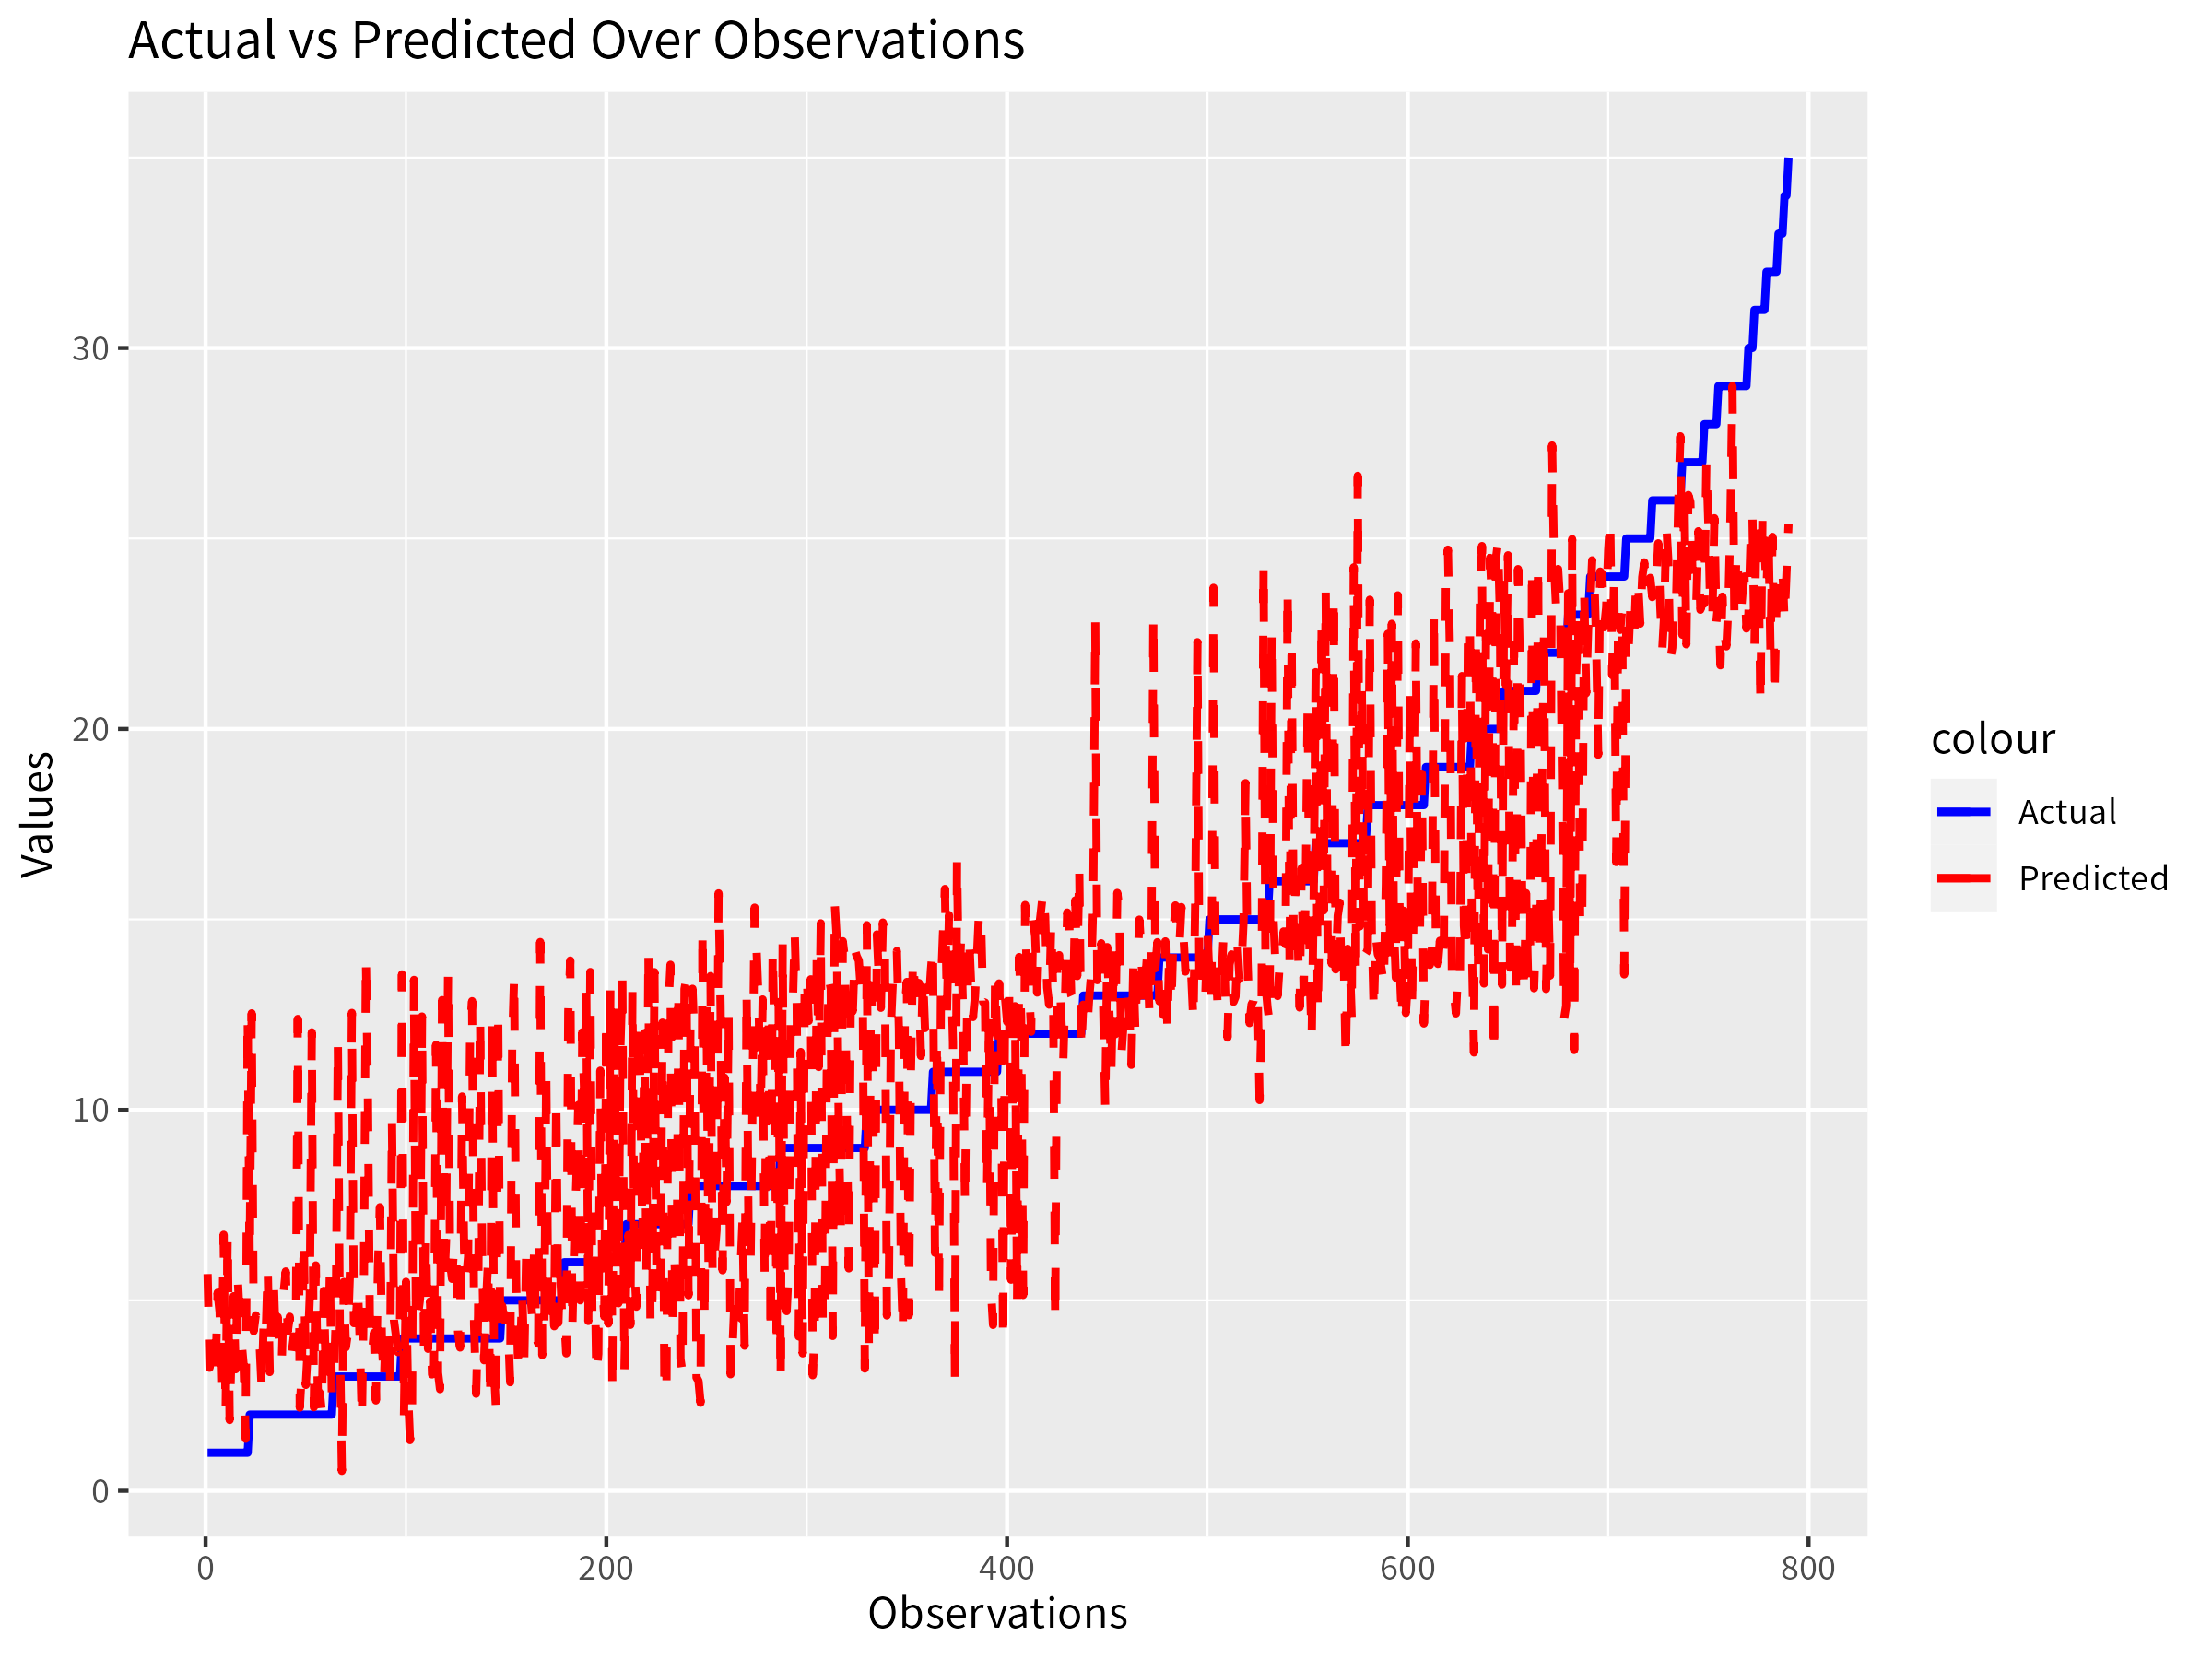 Actual vs Predicted Over Observations
Values
30
20
10
0
0 200 400 600 800
Observations
colour
Actual
Predicted